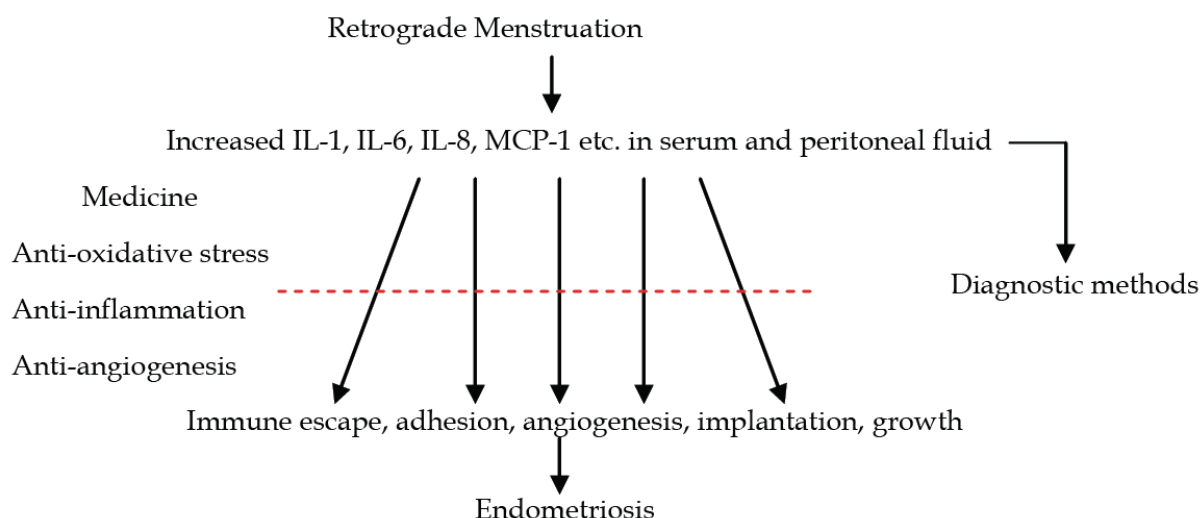 Retrograde Menstruation
Increased IL-1, IL-6, IL-8, MCP-1 etc. in serum and peritoneal fluid
Medicine
Anti-oxidative stress
Anti-inflammation
Anti-angiogenesis
Diagnostic methods
Immune escape, adhesion, angiogenesis, implantation, growth
Endometriosis